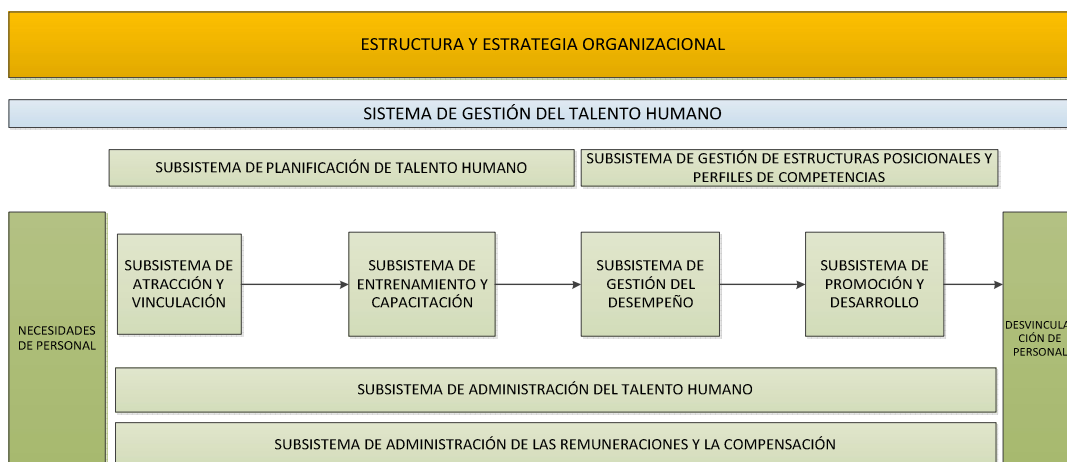 ESTRUCTURA Y ESTRATEGIA ORGANIZACIONAL
SISTEMA DE GESTIÓN DEL TALENTO HUMANO
SUBSISTEMA DE PLANIFICACIÓN DE TALENTO HUMANO
SUBSISTEMA DE GESTIÓN DE ESTRUCTURAS POSICIONALES Y
PERFILES DE COMPETENCIAS
NECESIDADES
DE PERSONAL
SUBSISTEMA DE
ATRACCIÓN Y
VINCULACIÓN
SUBSISTEMA DE
ENTRENAMIENTO Y
CAPACITACIÓN
SUBSISTEMA DE
GESTIÓN DEL
DESEMPEÑO
SUBSISTEMA DE
PROMOCIÓN Y
DESARROLLO
DESVINCULA
CIÓN DE
PERSONAL
SUBSISTEMA DE ADMINISTRACIÓN DEL TALENTO HUMANO
SUBSISTEMA DE ADMINISTRACIÓN DE LAS REMUNERACIONES Y LA COMPENSACIÓN